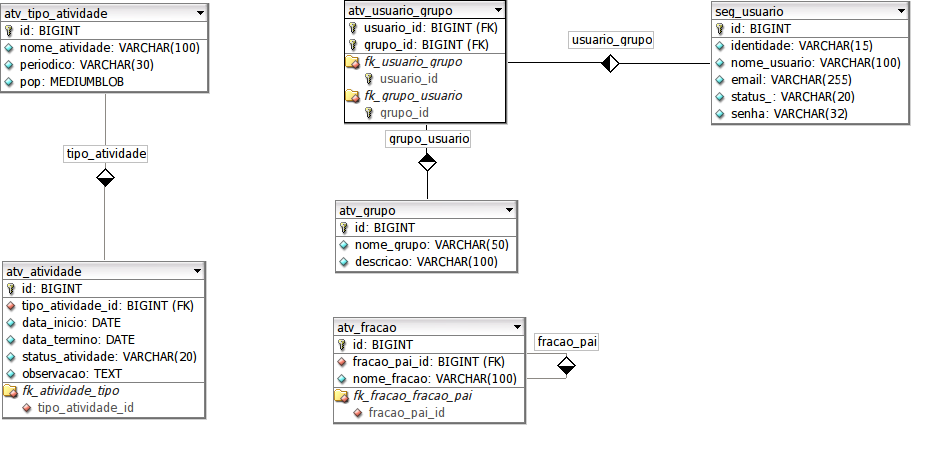 atv_tipo_atividade
id: BIGINT
nome_atividade: VARCHAR(100)
periodico: VARCHAR(30)
pop: MEDIUMBLOB
tipo_atividade
atv_atividade
id: BIGINT
tipo_atividade_id: BIGINT (FK)
data_inicio: DATE
data_termino: DATE
status_atividade: VARCHAR(20)
observacao: TEXT
fk_atividade_tipo
tipo_atividade_id
atv_usuario_grupo
usuario_id: BIGINT (FK)
grupo_id: BIGINT (FK)
fk_usuario_grupo
usuario_id
fk_grupo_usuario
grupo_id
usuario_grupo
seg_usuario
id: BIGINT
identidade: VARCHAR(15)
nome_usuario: VARCHAR(100)
email: VARCHAR(255)
status_: VARCHAR(20)
senha: VARCHAR(32)
grupo_usuario
atv_grupo
id: BIGINT
nome_grupo: VARCHAR(50)
descricao: VARCHAR(100)
atv_fracao
id: BIGINT
fracao_pai_id: BIGINT (FK)
nome_fracao: VARCHAR(100)
fk_fracao_fracao_pai
fracao_pai_id
fracao_pai